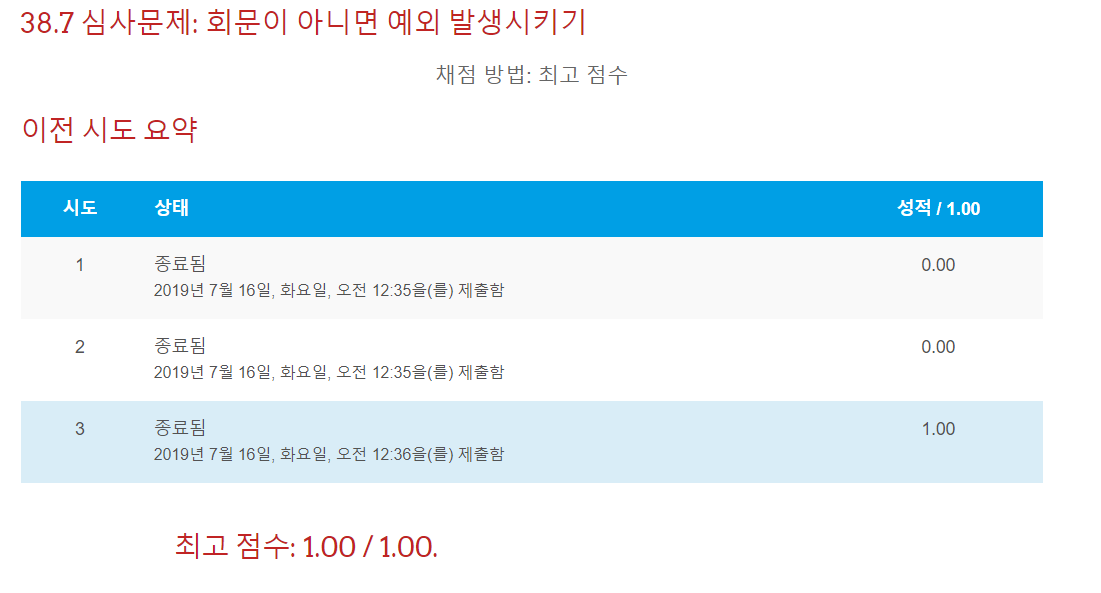 38.7 심사문제: 회문이 아니면 예외 발생시키기
채점 방법: 최고 점수
이전 시도 요약
시도 상태 성적 / 1.00
1 종료됨 0.00
2019년 7월 16일, 화요일, 오전 12:35을(를) 제출함
2 종료됨 0.00
2019년 7월 16일, 화요일, 오전 12:35을(를) 제출함
3 종료됨 1.00
2019년 7월 16일, 화요일, 오전 12:36을(를) 제출함
최고 점수: 1.00 / 1.00.